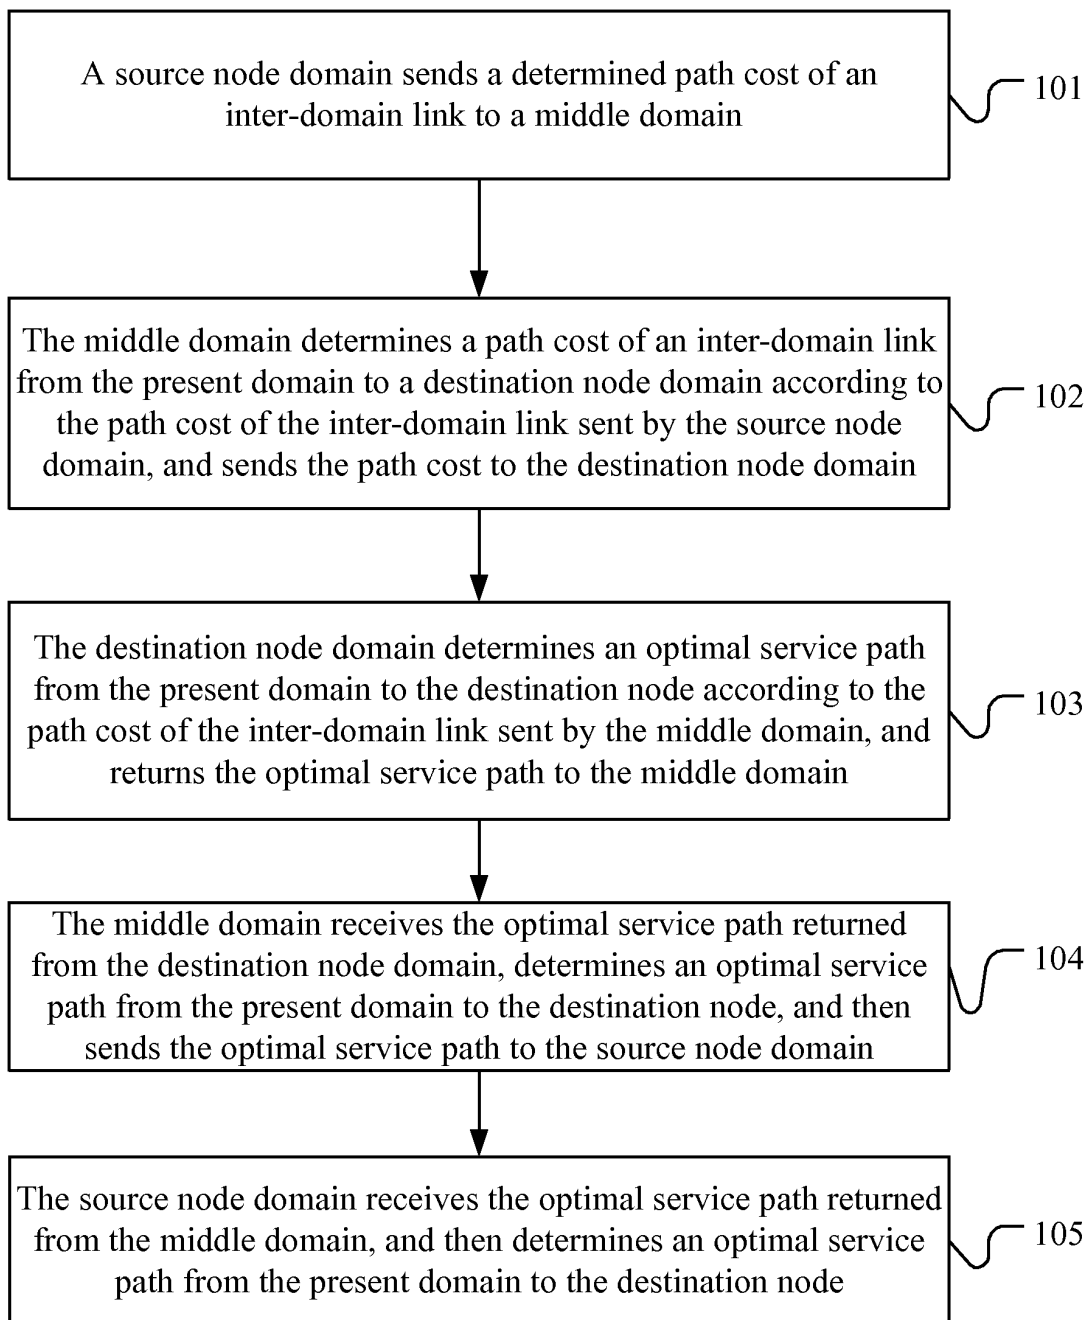 A source node domain sends a determined path cost of an
inter-domain link to a middle domain
101
The middle domain determines a path cost of an inter-domain link
from the present domain to a destination node domain according to
the path cost of the inter-domain link sent by the source node
domain, and sends the path cost to the destination node domain
102
The destination node domain determines an optimal service path
from the present domain to the destination node according to the
path cost of the inter-domain link sent by the middle domain, and
returns the optimal service path to the middle domain
103
The middle domain receives the optimal service path returned
from the destination node domain, determines an optimal service
path from the present domain to the destination node, and then
sends the optimal service path to the source node domain
104
The source node domain receives the optimal service path returned
from the middle domain, and then determines an optimal service
path from the present domain to the destination node
105